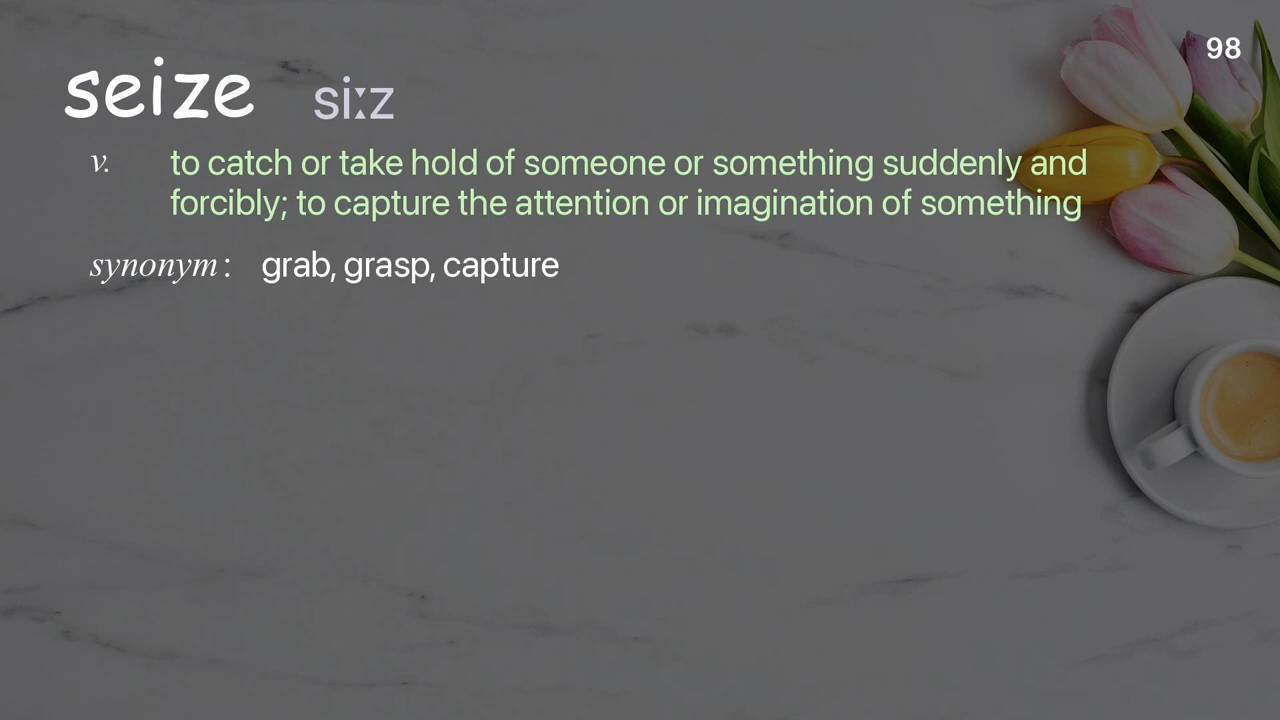 98
seize siːz
v. to catch or take hold of someone or something suddenly and
forcibly; to capture the attention or imagination of something
synonym : grab, grasp, capture